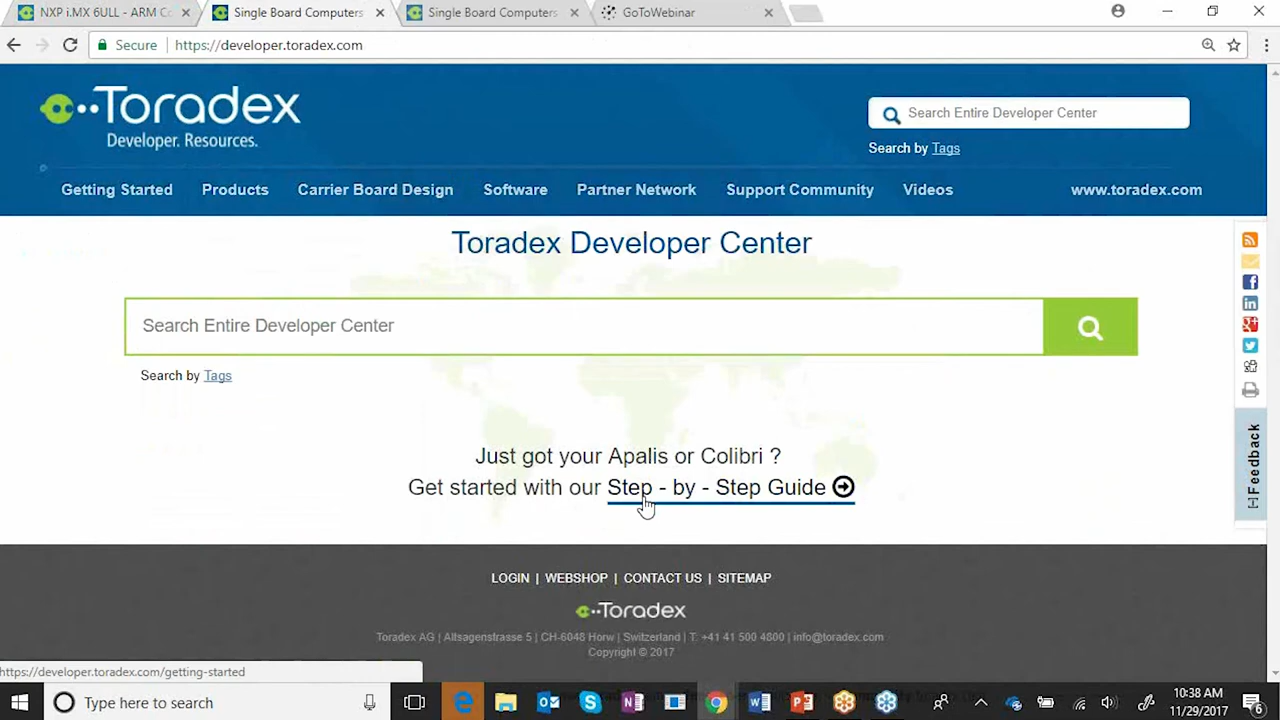 NXP i.MX 6ULL - ARM Co
Single Board Computers
Single Board Computers
GoToWebinar
Secure
https://developer.toradex.com
Toradex
Developer. Resources.
Search Entire Developer Center
Search by Tags
Getting Started
Products
Carrier Board Design
Software
Partner Network
Support Community
Videos
www.toradex.com
Toradex Developer Center
Search Entire Developer Center
Search by Tags
Just got your Apalis or Colibri ?
Get started with our Step - by - Step Guide
[-]Feedback
LOGIN | WEBSHOP | CONTACT US | SITEMAP
Toradex
Toradex AG | Altsagenstrasse 5 | CH-6048 Horw | Switzerland | T: +41 41 500 4800 | info@toradex.com
Copyright © 2017
https://developer.toradex.com/getting-started
Type here to search
10:38 AM
11/29/2017
6